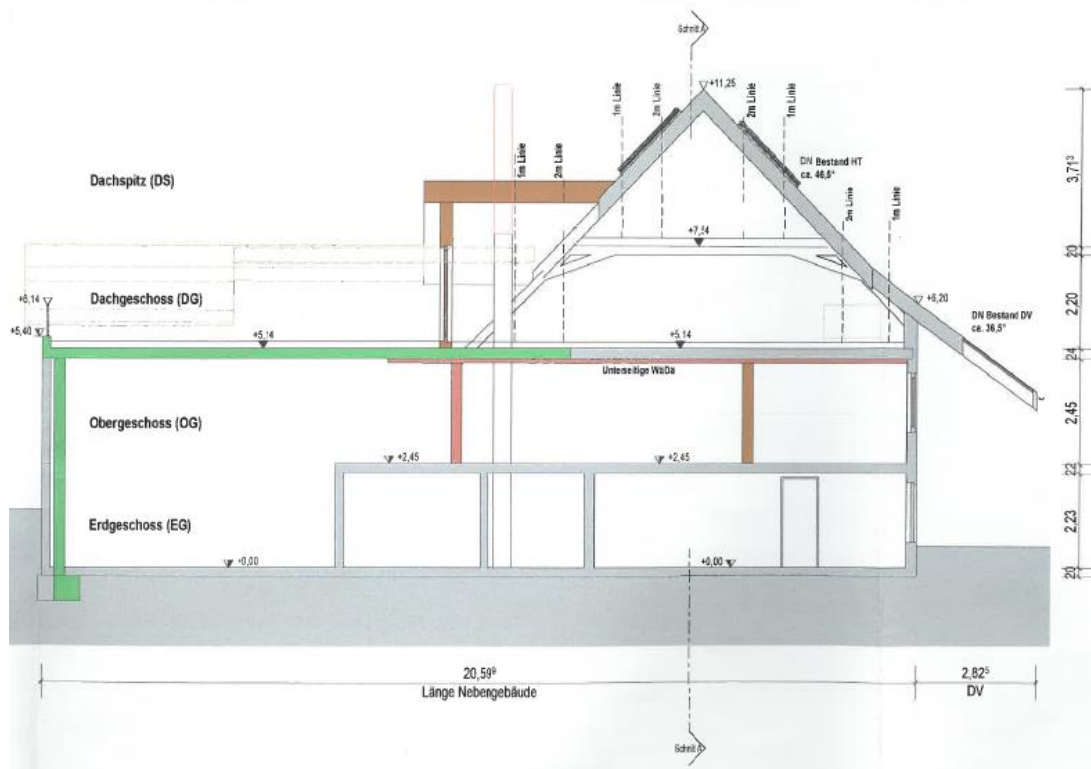 Schnitt A
+11,25
1m Linie
2m Linie
2m Linie
1m Linie
1m Linie
2m Linie
DN Bestand HT
ca. 46,5°
3,71³
Dachspitz (DS)
2m Linie
1m Linie
+7,54
20
+6,14
Dachgeschoss (DG)
+6,20
2,20
DN Bestand DV
ca. 36,5°
+5,40
+5,14
+5,14
24
Unterseitige WäDä
Obergeschoss (OG)
2,45
+2,45
+2,45
22
Erdgeschoss (EG)
2,23
+0,00
+0,00
20
20,59⁹
2,82⁵
Länge Nebengebäude
DV
Schnitt A